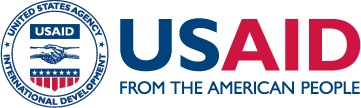 UNITED STATES AGENCY
USAID
INTERNATIONAL DEVELOPMENT
USAID
FROM THE AMERICAN PEOPLE